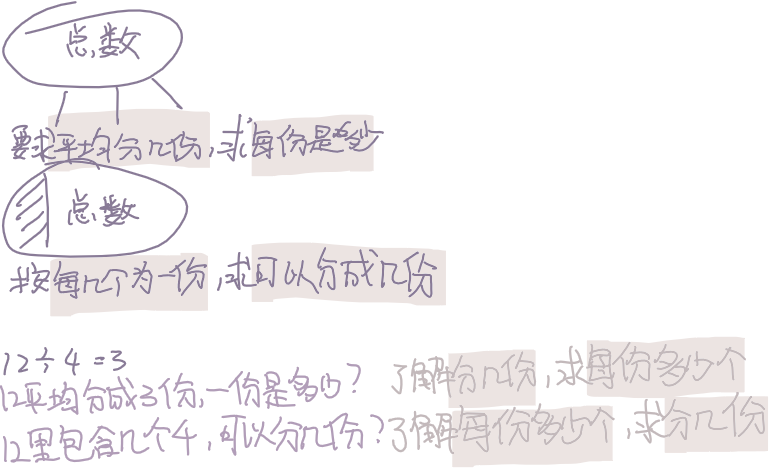 总数
要求平均分几份,求每份是多少
总数
按每几个为一份,求可以分成几份
12÷4=3
12平均分成3份,一份是多少? 了解分几份,求每份多少个
12里包含几个4,可以分几份?了解每份多少个,求分几份